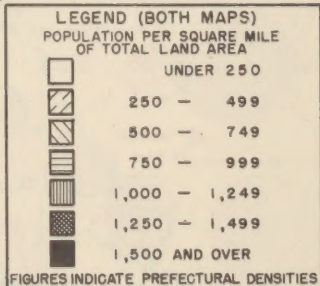 LEGEND (BOTH MAPS)
POPULATION PER SQUARE MILE
OF TOTAL LAND AREA
UNDER 250
250 — 499
500 — 749
750 — 999
1,000 — 1,249
1,250 — 1,499
1,500 AND OVER
FIGURES INDICATE PREFECTURAL DENSITIES